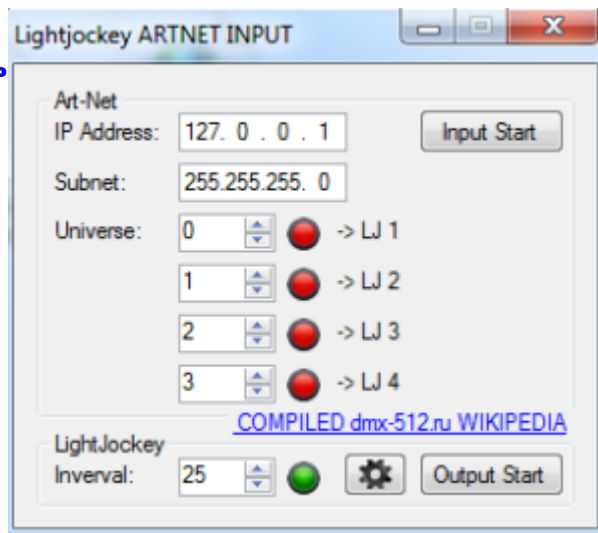 Lightjockey ARTNET INPUT
Art-Net
IP Address: 127. 0 . 0 . 1 Input Start
Subnet: 255.255.255. 0
Universe: 0 -> LJ 1
1 -> LJ 2
2 -> LJ 3
3 -> LJ 4
COMPILED dmx-512.ru WIKIPEDIA
LightJockey
Inverval: 25 Output Start